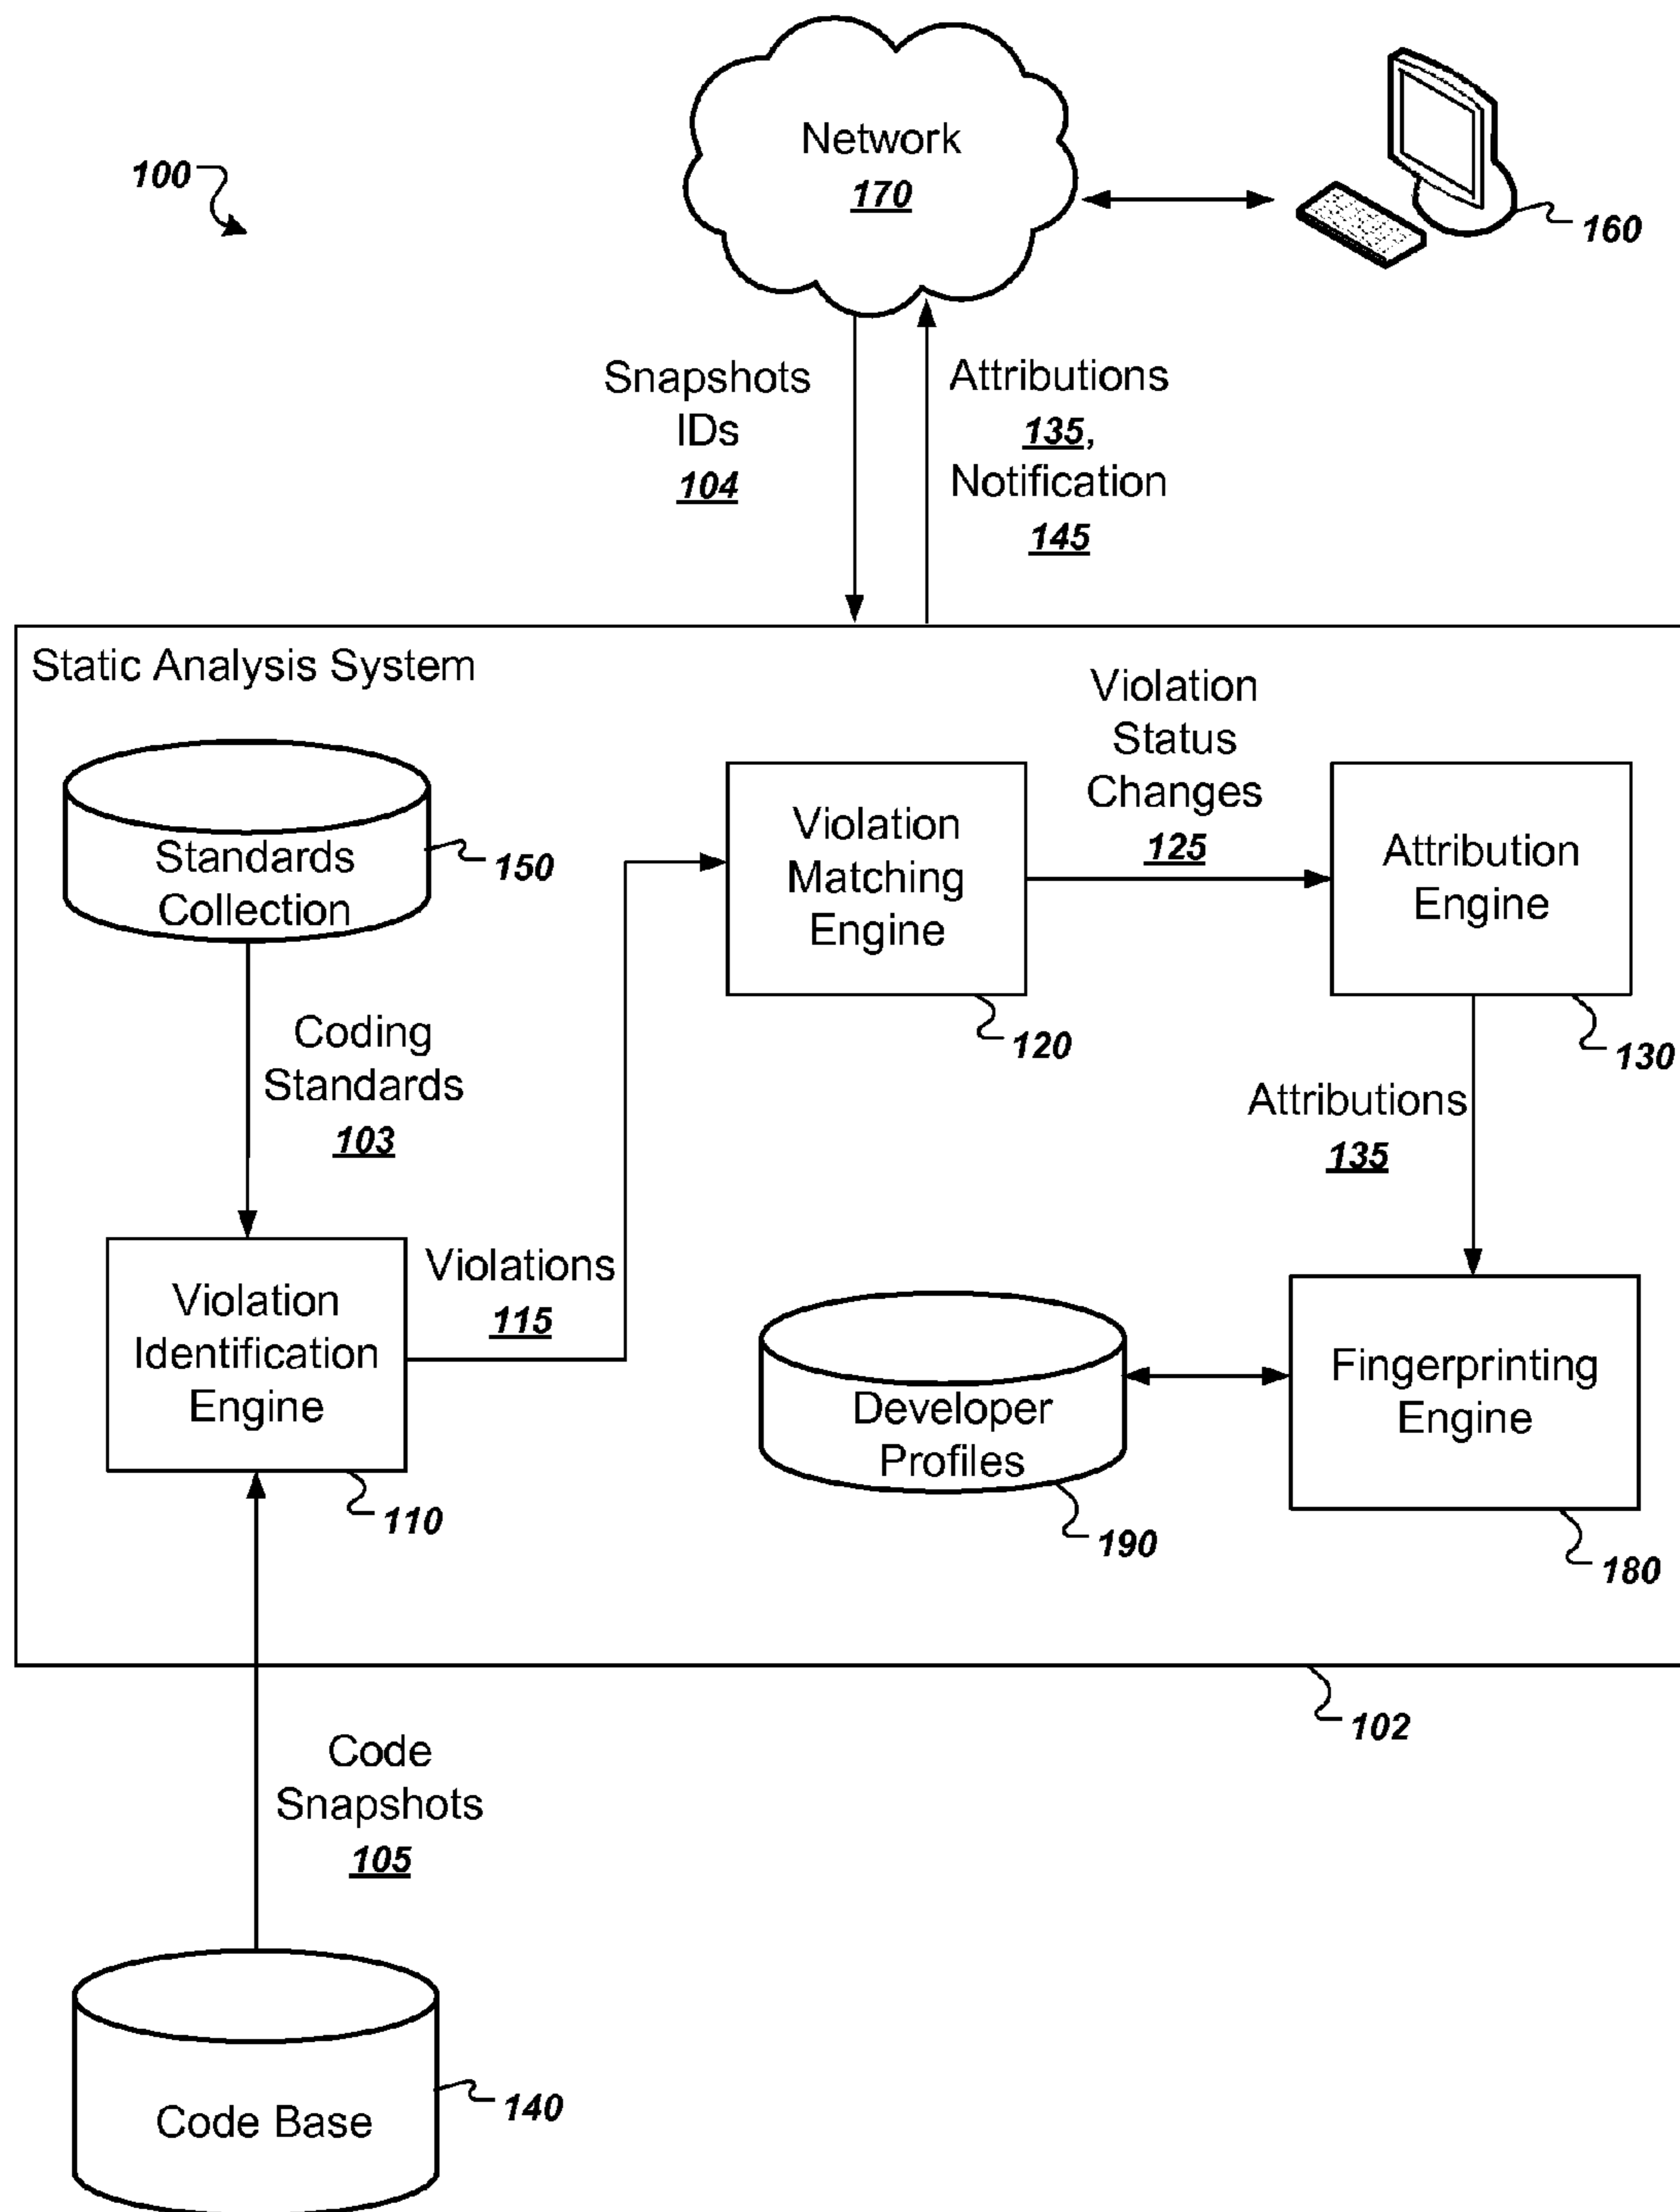 Network
170
100
160
Snapshots
IDs
104
Attributions
135,
Notification
145
Static Analysis System
Standards
Collection
150
Violation
Matching
Engine
120
Violation
Status
Changes
125
Attribution
Engine
130
Coding
Standards
103
Attributions
135
Violation
Identification
Engine
110
Violations
115
Developer
Profiles
190
Fingerprinting
Engine
180
102
Code
Snapshots
105
Code Base
140